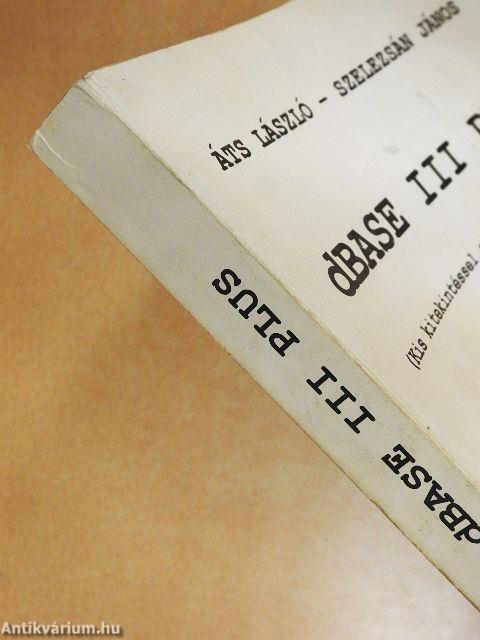 ÁTS LÁSZLÓ - SZELEZSÁN JÁNOS
dBASE III
(Kis kitekintéssel
dBASE III PLUS
Antikvárium.hu